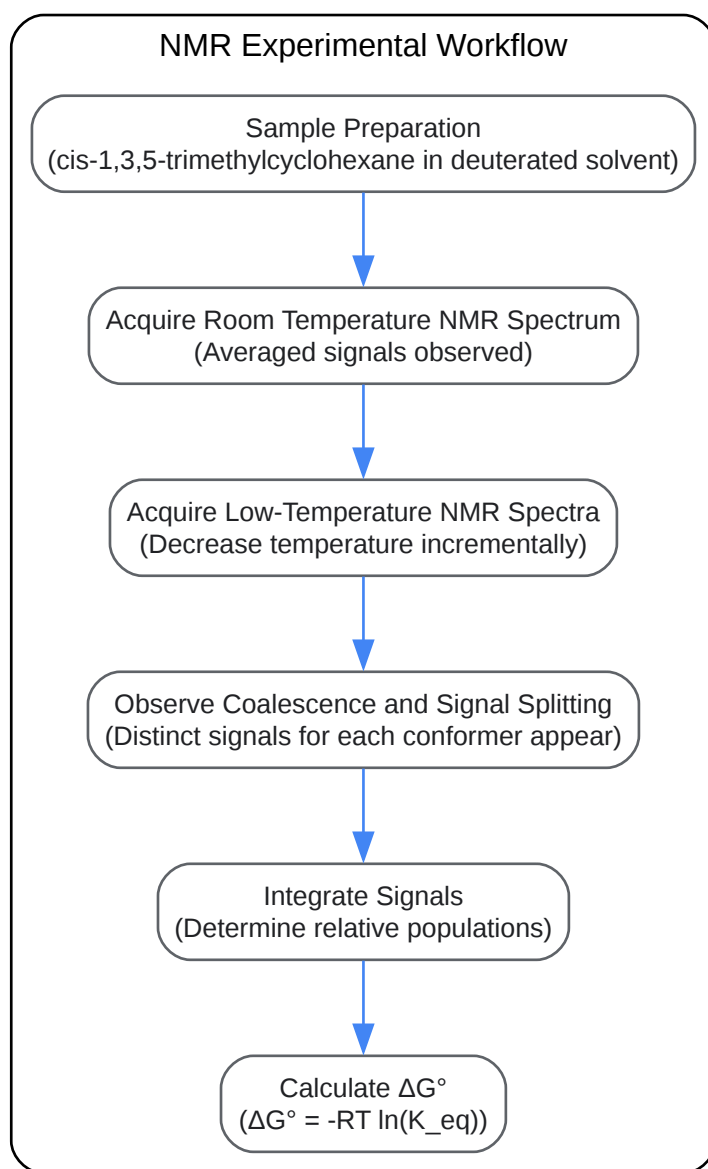 NMR Experimental Workflow
Sample Preparation
(cis-1,3,5-trimethylcyclohexane in deuterated solvent)
Acquire Room Temperature NMR Spectrum
(Averaged signals observed)
Acquire Low-Temperature NMR Spectra
(Decrease temperature incrementally)
Observe Coalescence and Signal Splitting
(Distinct signals for each conformer appear)
Integrate Signals
(Determine relative populations)
Calculate ΔG°
(ΔG° = -RT ln(K_eq))